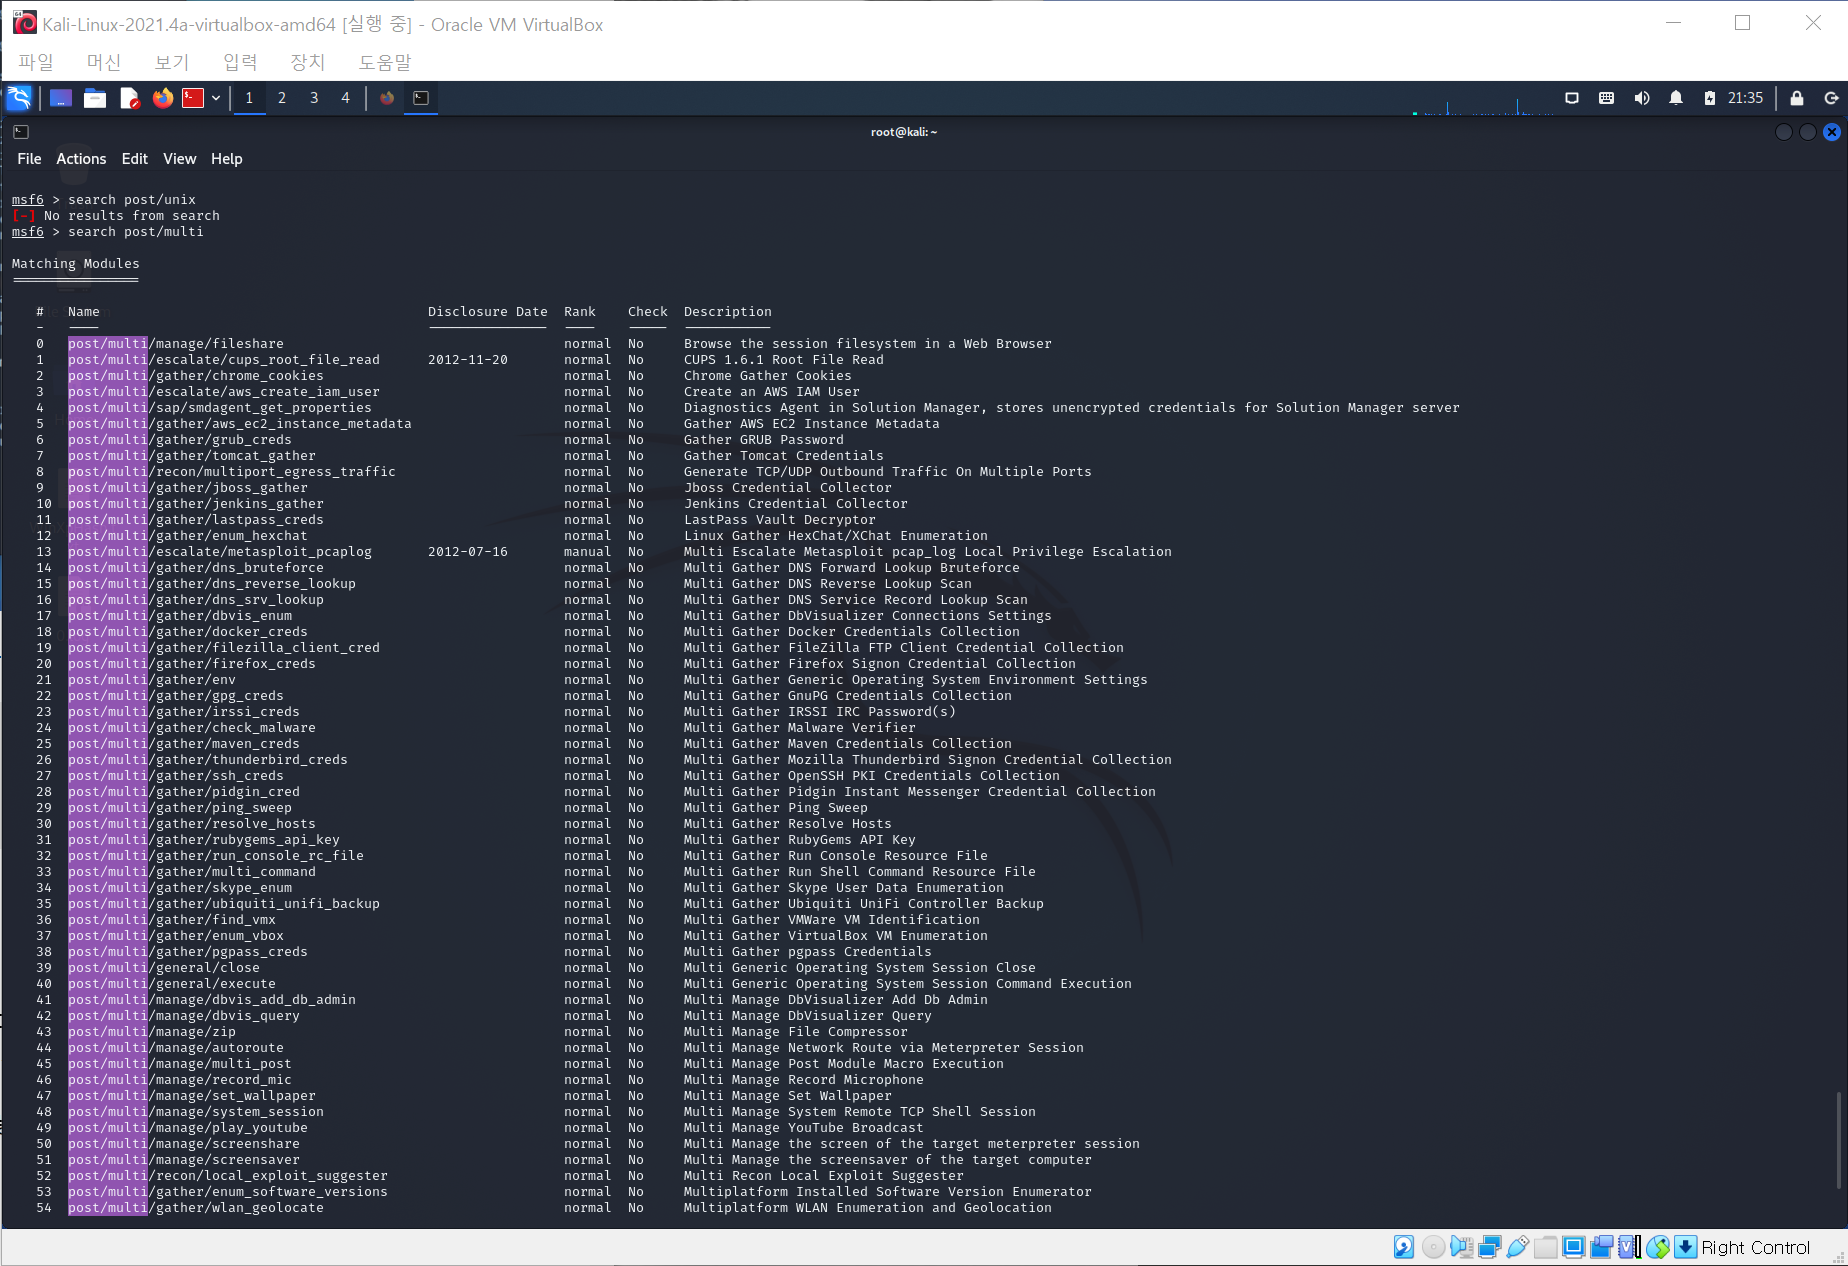 Kali-Linux-2021.4a-virtualbox-amd64 [실행 중] - Oracle VM VirtualBox
파일 머신 보기 입력 장치 도움말
1 2 3 4 21:35
root@kali: ~
File Actions Edit View Help
msf6 > search post/unix
[-] No results from search
msf6 > search post/multi
Matching Modules
================
# Name Disclosure Date Rank Check Description
- ---- --------------- ---- ----- -----------
0 post/multi/manage/fileshare normal No Browse the session filesystem in a Web Browser
1 post/multi/escalate/cups_root_file_read 2012-11-20 normal No CUPS 1.6.1 Root File Read
2 post/multi/gather/chrome_cookies normal No Chrome Gather Cookies
3 post/multi/escalate/aws_create_iam_user normal No Create an AWS IAM User
4 post/multi/sap/smdagent_get_properties normal No Diagnostics Agent in Solution Manager, stores unencrypted credentials for Solution Manager server
5 post/multi/gather/aws_ec2_instance_metadata normal No Gather AWS EC2 Instance Metadata
6 post/multi/gather/grub_creds normal No Gather GRUB Password
7 post/multi/gather/tomcat_gather normal No Gather Tomcat Credentials
8 post/multi/recon/multiport_egress_traffic normal No Generate TCP/UDP Outbound Traffic On Multiple Ports
9 post/multi/gather/jboss_gather normal No Jboss Credential Collector
10 post/multi/gather/jenkins_gather normal No Jenkins Credential Collector
11 post/multi/gather/lastpass_creds normal No LastPass Vault Decryptor
12 post/multi/gather/enum_hexchat normal No Linux Gather HexChat/XChat Enumeration
13 post/multi/escalate/metasploit_pcaplog 2012-07-16 manual No Multi Escalate Metasploit pcap_log Local Privilege Escalation
14 post/multi/gather/dns_bruteforce normal No Multi Gather DNS Forward Lookup Bruteforce
15 post/multi/gather/dns_reverse_lookup normal No Multi Gather DNS Reverse Lookup Scan
16 post/multi/gather/dns_srv_lookup normal No Multi Gather DNS Service Record Lookup Scan
17 post/multi/gather/dbvis_enum normal No Multi Gather DbVisualizer Connections Settings
18 post/multi/gather/docker_creds normal No Multi Gather Docker Credentials Collection
19 post/multi/gather/filezilla_client_cred normal No Multi Gather FileZilla FTP Client Credential Collection
20 post/multi/gather/firefox_creds normal No Multi Gather Firefox Signon Credential Collection
21 post/multi/gather/env normal No Multi Gather Generic Operating System Environment Settings
22 post/multi/gather/gpg_creds normal No Multi Gather GnuPG Credentials Collection
23 post/multi/gather/irssi_creds normal No Multi Gather IRSSI IRC Password(s)
24 post/multi/gather/check_malware normal No Multi Gather Malware Verifier
25 post/multi/gather/maven_creds normal No Multi Gather Maven Credentials Collection
26 post/multi/gather/thunderbird_creds normal No Multi Gather Mozilla Thunderbird Signon Credential Collection
27 post/multi/gather/ssh_creds normal No Multi Gather OpenSSH PKI Credentials Collection
28 post/multi/gather/pidgin_cred normal No Multi Gather Pidgin Instant Messenger Credential Collection
29 post/multi/gather/ping_sweep normal No Multi Gather Ping Sweep
30 post/multi/gather/resolve_hosts normal No Multi Gather Resolve Hosts
31 post/multi/gather/rubygems_api_key normal No Multi Gather RubyGems API Key
32 post/multi/gather/run_console_rc_file normal No Multi Gather Run Console Resource File
33 post/multi/gather/multi_command normal No Multi Gather Run Shell Command Resource File
34 post/multi/gather/skype_enum normal No Multi Gather Skype User Data Enumeration
35 post/multi/gather/ubiquiti_unifi_backup normal No Multi Gather Ubiquiti UniFi Controller Backup
36 post/multi/gather/find_vmx normal No Multi Gather VMWare VM Identification
37 post/multi/gather/enum_vbox normal No Multi Gather VirtualBox VM Enumeration
38 post/multi/gather/pgpass_creds normal No Multi Gather pgpass Credentials
39 post/multi/general/close normal No Multi Generic Operating System Session Close
40 post/multi/general/execute normal No Multi Generic Operating System Session Command Execution
41 post/multi/manage/dbvis_add_db_admin normal No Multi Manage DbVisualizer Add Db Admin
42 post/multi/manage/dbvis_query normal No Multi Manage DbVisualizer Query
43 post/multi/manage/zip normal No Multi Manage File Compressor
44 post/multi/manage/autoroute normal No Multi Manage Network Route via Meterpreter Session
45 post/multi/manage/multi_post normal No Multi Manage Post Module Macro Execution
46 post/multi/manage/record_mic normal No Multi Manage Record Microphone
47 post/multi/manage/set_wallpaper normal No Multi Manage Set Wallpaper
48 post/multi/manage/system_session normal No Multi Manage System Remote TCP Shell Session
49 post/multi/manage/play_youtube normal No Multi Manage YouTube Broadcast
50 post/multi/manage/screenshare normal No Multi Manage the screen of the target meterpreter session
51 post/multi/manage/screensaver normal No Multi Manage the screensaver of the target computer
52 post/multi/recon/local_exploit_suggester normal No Multi Recon Local Exploit Suggester
53 post/multi/gather/enum_software_versions normal No Multiplatform Installed Software Version Enumerator
54 post/multi/gather/wlan_geolocate normal No Multiplatform WLAN Enumeration and Geolocation
Right Control